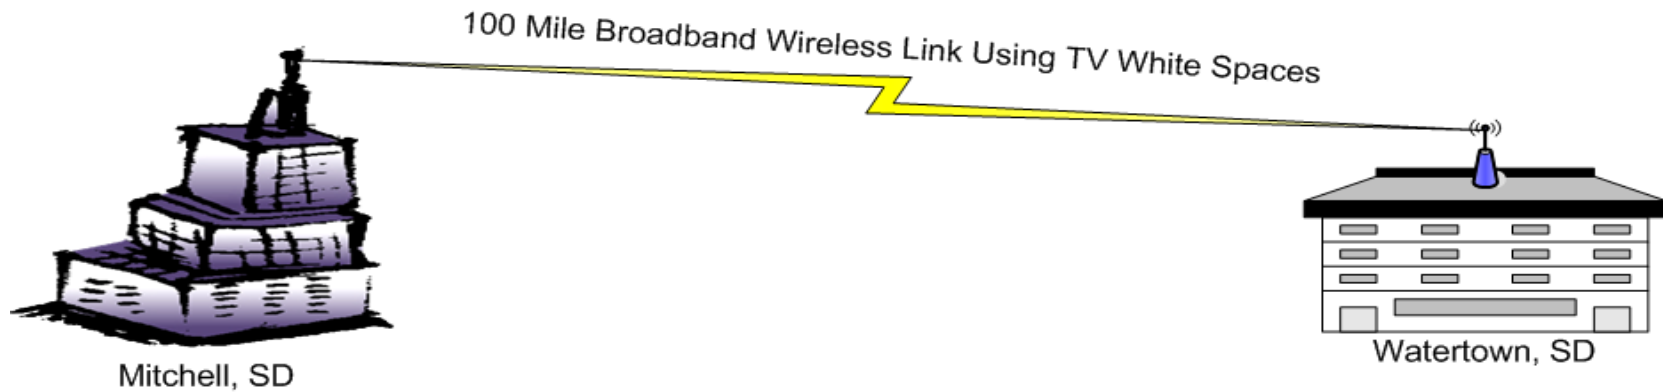 100 Mile Broadband Wireless Link Using TV White Spaces
Mitchell, SD
Watertown, SD